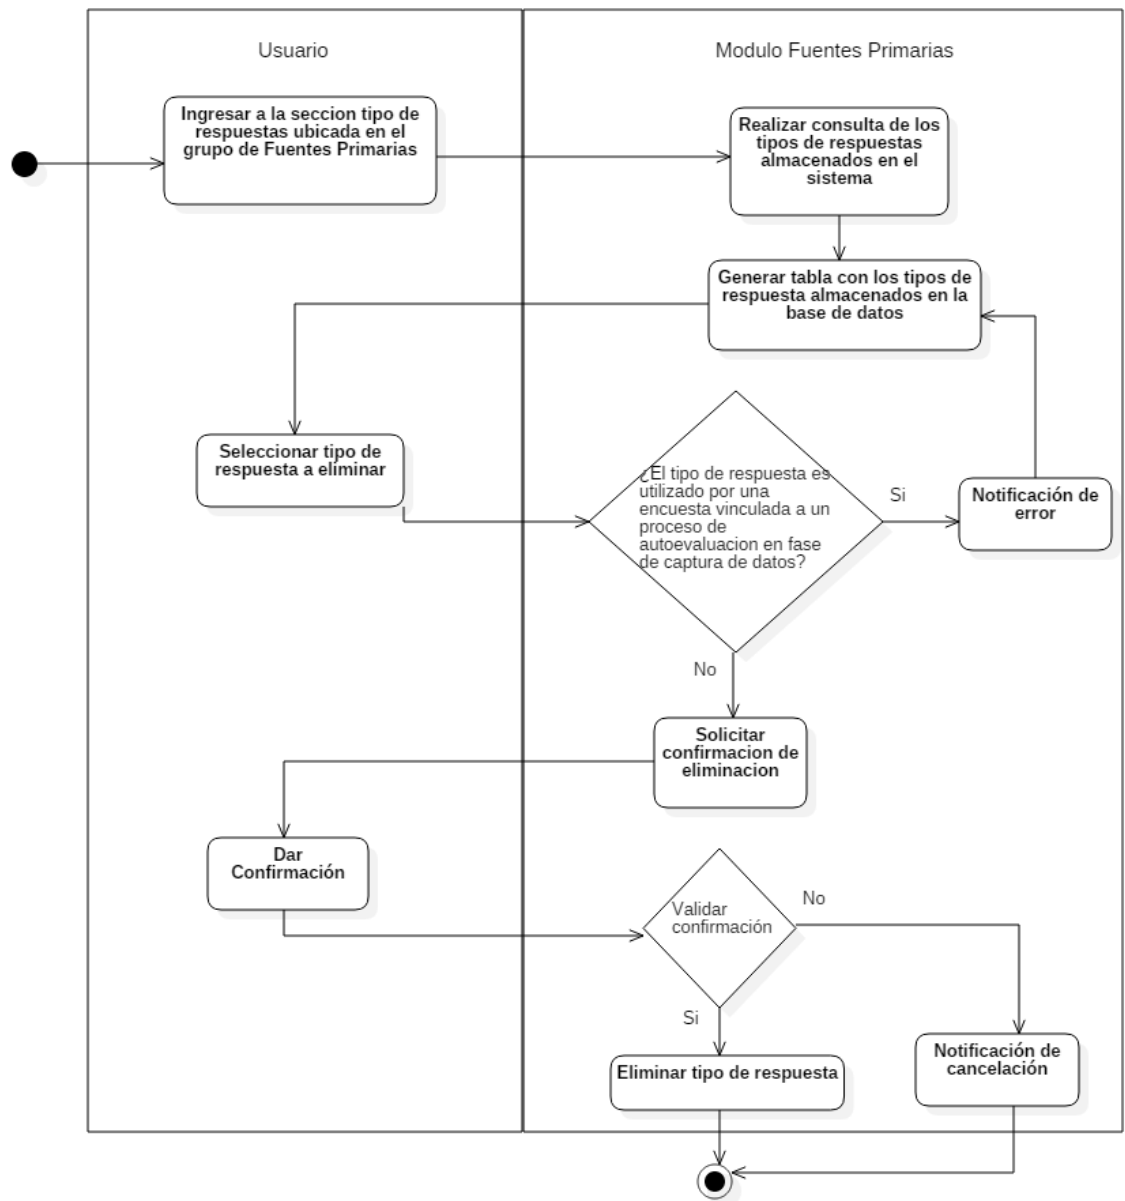 Usuario
Modulo Fuentes Primarias
Ingresar a la seccion tipo de
respuestas ubicada en el
grupo de Fuentes Primarias
Realizar consulta de los
tipos de respuestas
almacenados en el
sistema
Generar tabla con los tipos de
respuesta almacenados en la
base de datos
Seleccionar tipo de
respuesta a eliminar
¿El tipo de respuesta es
utilizado por una
encuesta vinculada a un
proceso de
autoevaluacion en fase
de captura de datos?
Si
Notificación de
error
No
Solicitar
confirmacion de
eliminacion
Dar
Confirmación
Validar
confirmación
No
Si
Eliminar tipo de respuesta
Notificación de
cancelación